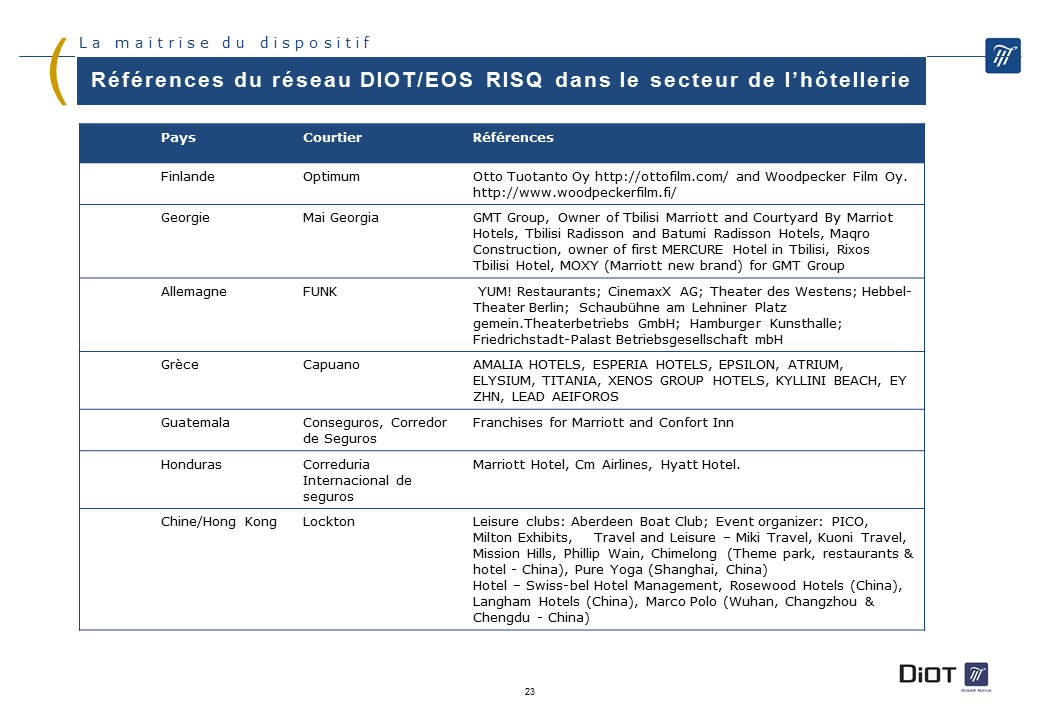 La maitrise du dispositif
Références du réseau DIOT/EOS RISQ dans le secteur de l’hôtellerie
Pays Courtier Références
Finlande Optimum Otto Tuotanto Oy http://ottofilm.com/ and Woodpecker Film Oy.
http://www.woodpeckerfilm.fi/
Georgie Mai Georgia GMT Group, Owner of Tbilisi Marriott and Courtyard By Marriot
Hotels, Tbilisi Radisson and Batumi Radisson Hotels, Maqro
Construction, owner of first MERCURE Hotel in Tbilisi, Rixos
Tbilisi Hotel, MOXY (Marriott new brand) for GMT Group
Allemagne FUNK YUM! Restaurants; CinemaxX AG; Theater des Westens; Hebbel-
Theater Berlin; Schaubühne am Lehniner Platz
gemein.Theaterbetriebs GmbH; Hamburger Kunsthalle;
Friedrichstadt-Palast Betriebsgesellschaft mbH
Grèce Capuano AMALIA HOTELS, ESPERIA HOTELS, EPSILON, ATRIUM,
ELYSIUM, TITANIA, XENOS GROUP HOTELS, KYLLINI BEACH, EY
ZHN, LEAD AEIFOROS
Guatemala Conseguros, Corredor Franchises for Marriott and Confort Inn
de Seguros
Honduras Correduria Marriott Hotel, Cm Airlines, Hyatt Hotel.
Internacional de
seguros
Chine/Hong Kong Lockton Leisure clubs: Aberdeen Boat Club; Event organizer: PICO,
Milton Exhibits, Travel and Leisure – Miki Travel, Kuoni Travel,
Mission Hills, Phillip Wain, Chimelong (Theme park, restaurants &
hotel - China), Pure Yoga (Shanghai, China)
Hotel – Swiss-bel Hotel Management, Rosewood Hotels (China),
Langham Hotels (China), Marco Polo (Wuhan, Changzhou &
Chengdu - China)
DiOT
Groupe Burrus
23